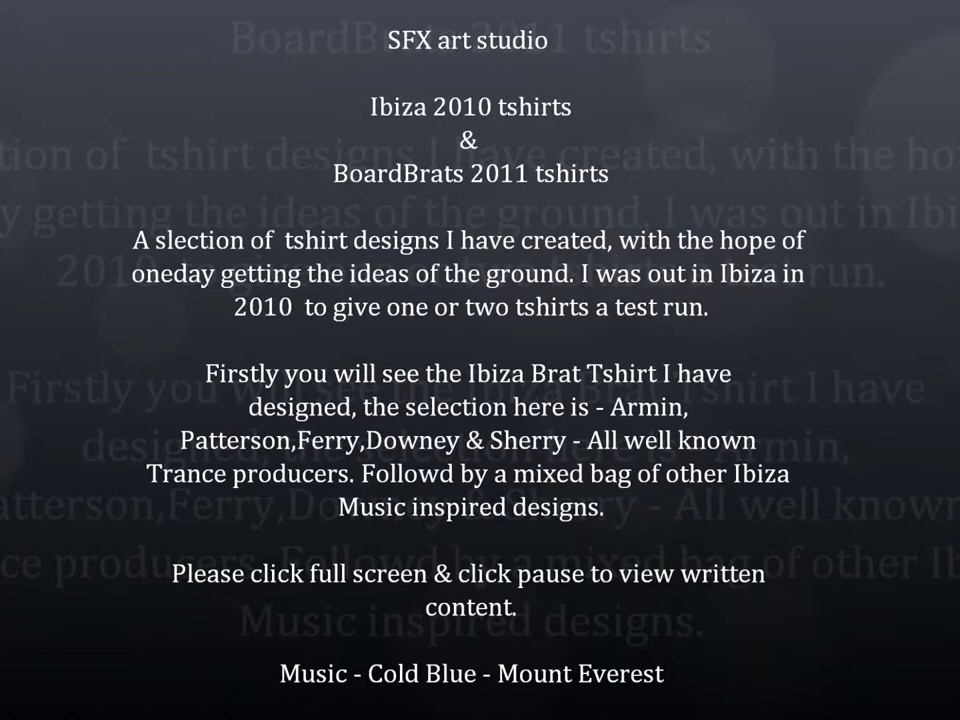 SFX art studio
Ibiza 2010 tshirts
&
BoardBrats 2011 tshirts
A slection of  tshirt designs I have created, with the hope of
oneday getting the ideas of the ground. I was out in Ibiza in
2010  to give one or two tshirts a test run.
Firstly you will see the Ibiza Brat Tshirt I have
designed, the selection here is - Armin,
Patterson,Ferry,Downey & Sherry - All well known
Trance producers. Followd by a mixed bag of other Ibiza
Music inspired designs.
Please click full screen & click pause to view written
content.
Music - Cold Blue - Mount Everest